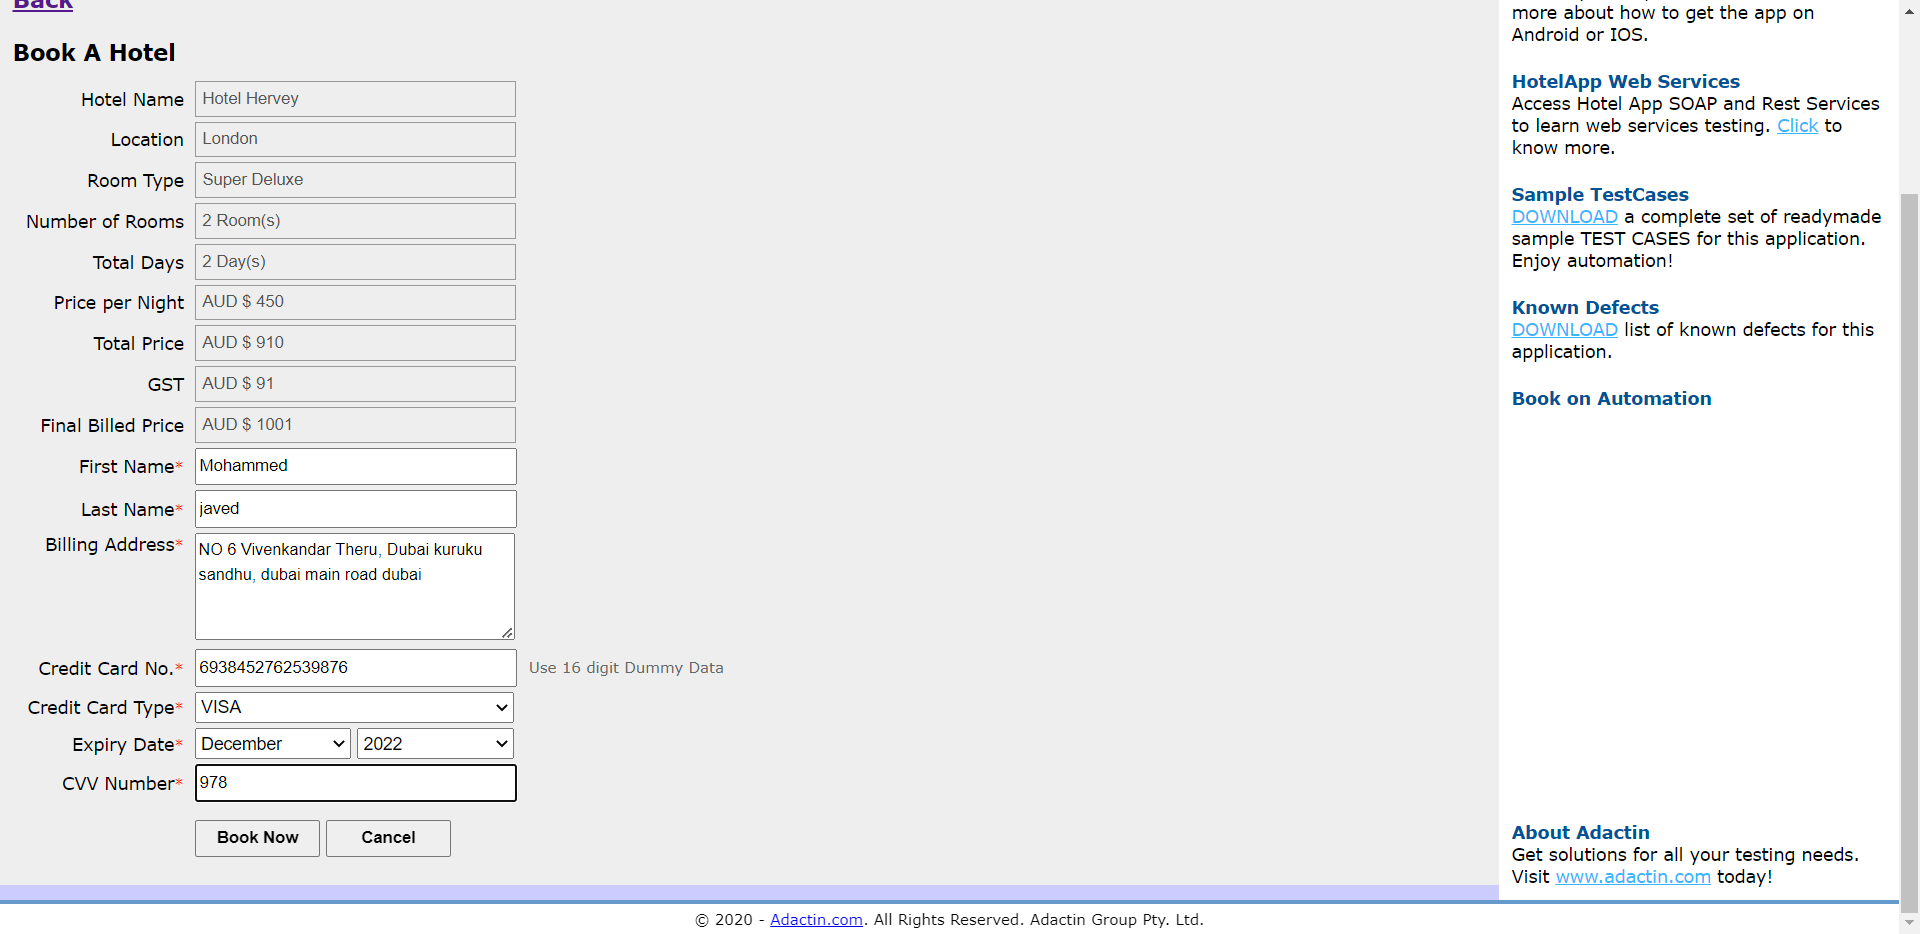 Back
Book A Hotel
Hotel Name Hotel Hervey
Location London
Room Type Super Deluxe
Number of Rooms 2 Room(s)
Total Days 2 Day(s)
Price per Night AUD $ 450
Total Price AUD $ 910
GST AUD $ 91
Final Billed Price AUD $ 1001
First Name* Mohammed
Last Name* javed
Billing Address* NO 6 Vivenkandar Theru, Dubai kuruku
sandhu, dubai main road dubai
Credit Card No.* 6938452762539876 Use 16 digit Dummy Data
Credit Card Type* VISA
Expiry Date* December 2022
CVV Number* 978
Book Now Cancel
more about how to get the app on
Android or IOS.
HotelApp Web Services
Access Hotel App SOAP and Rest Services
to learn web services testing. Click to
know more.
Sample TestCases
DOWNLOAD a complete set of readymade
sample TEST CASES for this application.
Enjoy automation!
Known Defects
DOWNLOAD list of known defects for this
application.
Book on Automation
About Adactin
Get solutions for all your testing needs.
Visit www.adactin.com today!
© 2020 - Adactin.com. All Rights Reserved. Adactin Group Pty. Ltd.